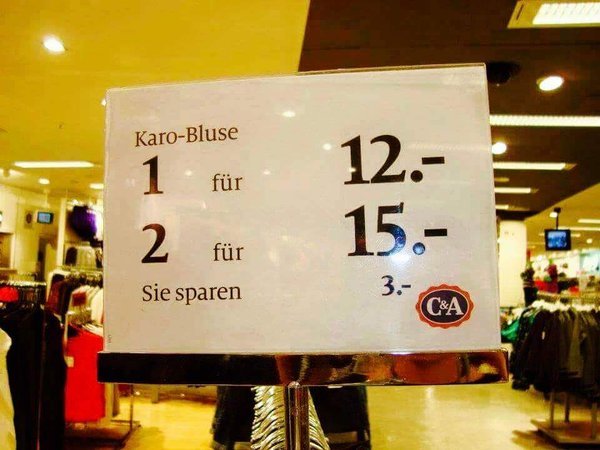 Karo-Bluse
1 für 12.-
2 für 15.-
Sie sparen 3.-
C&A